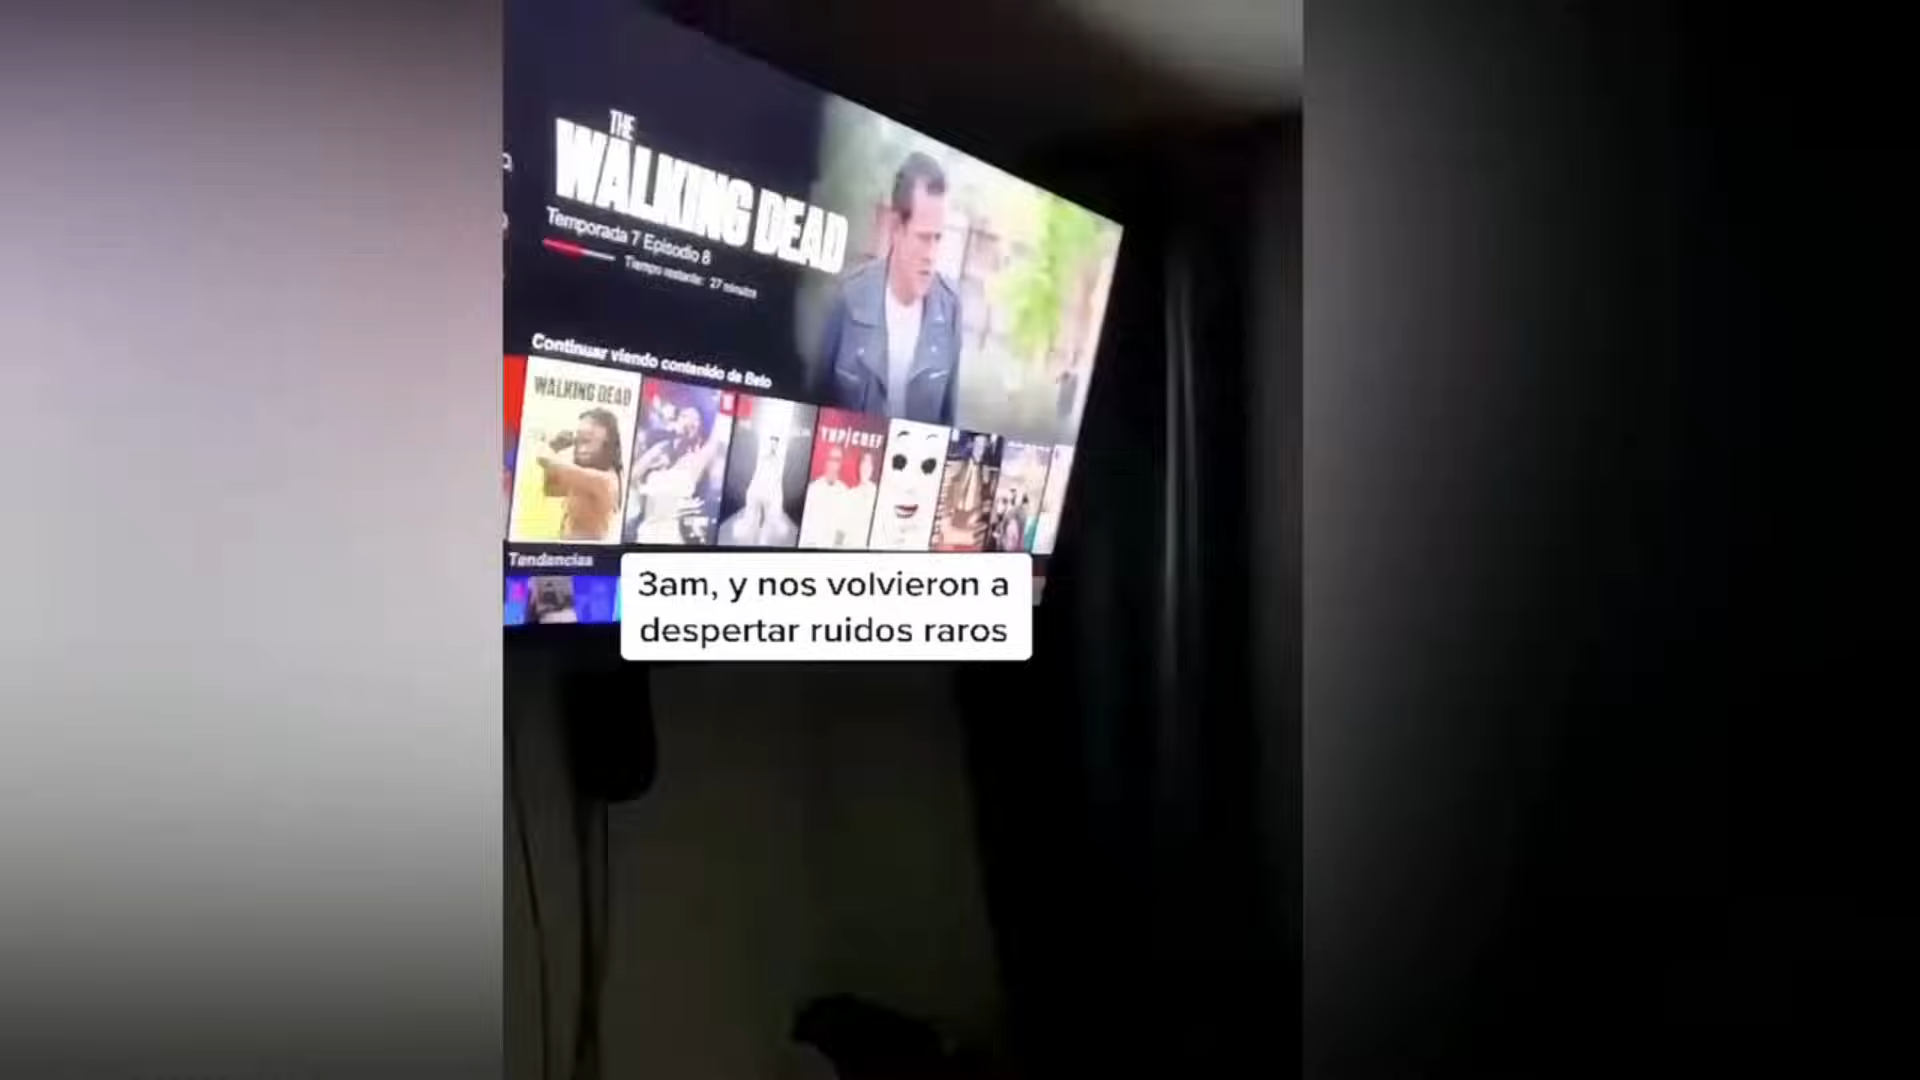 THE
WALKING DEAD
Temporada 7 Episodio 8
Tiempo restante: 27 minutos
Continuar viendo contenido de Beto
WALKING DEAD
TOP CHEF
Tendencias
3am, y nos volvieron a
despertar ruidos raros